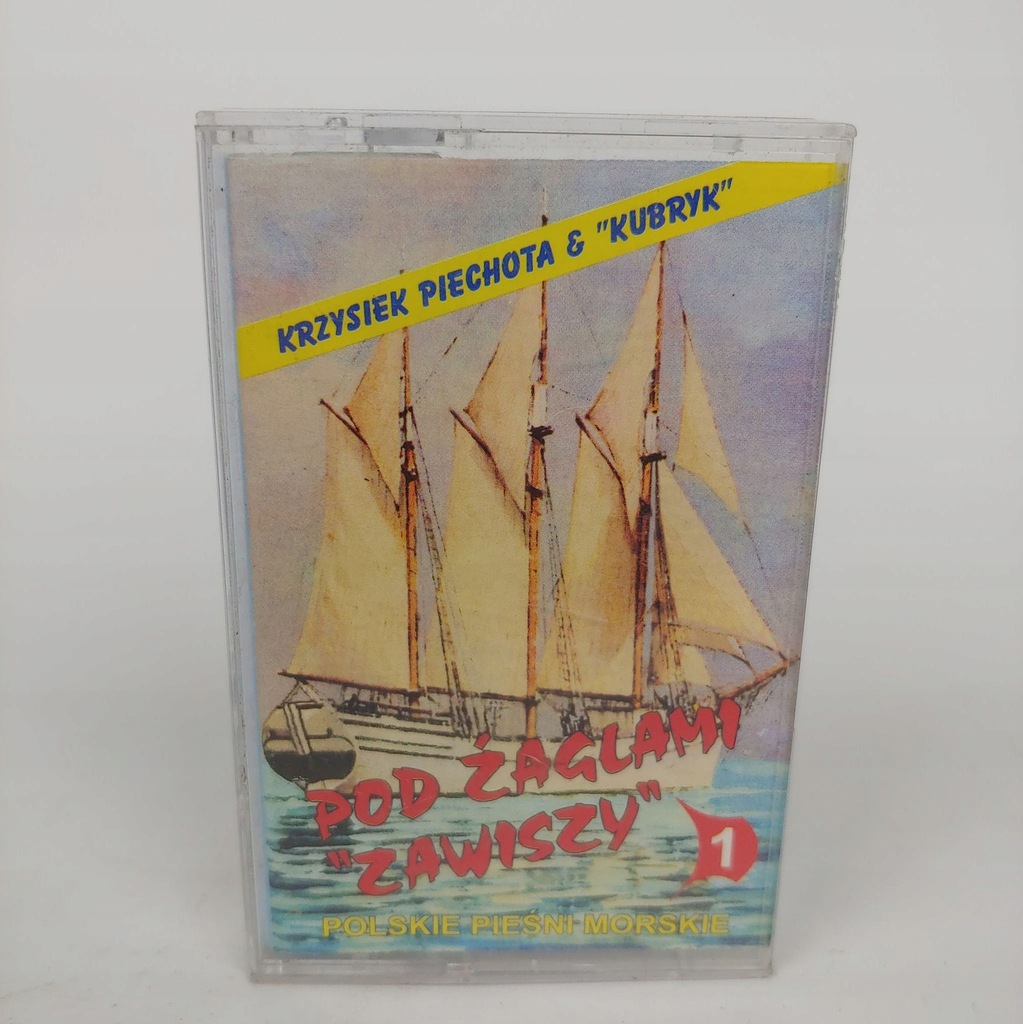 KRZYSIEK PIECHOTA & "KUBRYK"
POD ŻAGLAMI
"ZAWISZY"
1
POLSKIE PIEŚNI MORSKIE